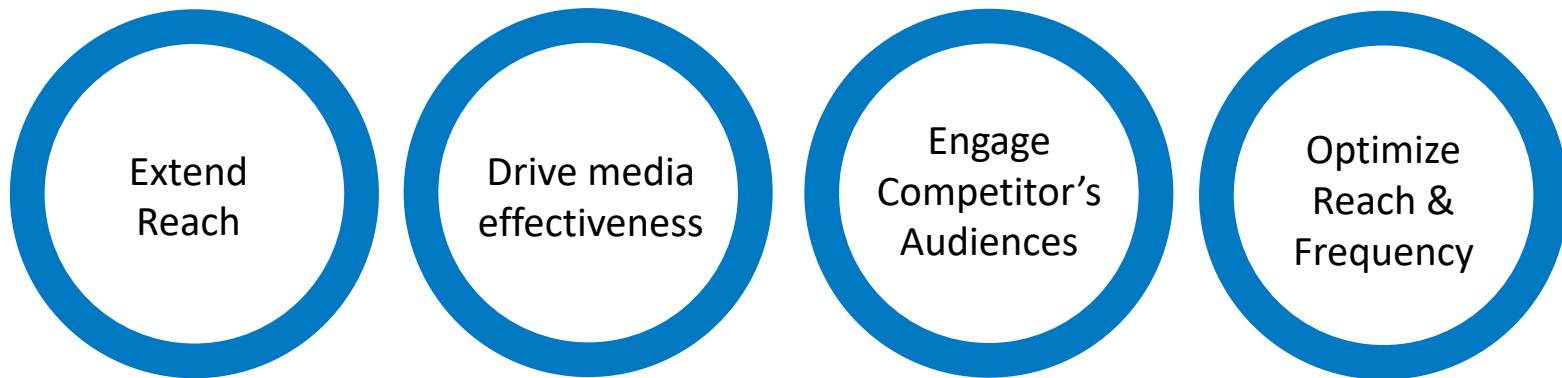 Extend
Reach
Drive media
effectiveness
Engage
Competitor’s
Audiences
Optimize
Reach &
Frequency